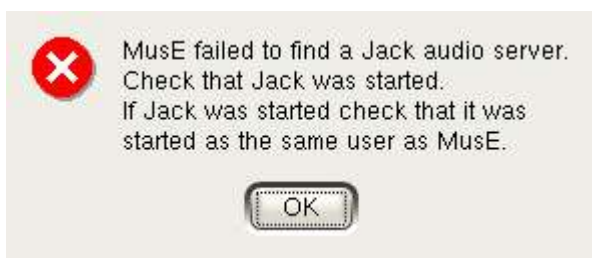 MusE failed to find a Jack audio server.
Check that Jack was started.
If Jack was started check that it was
started as the same user as MusE.
OK